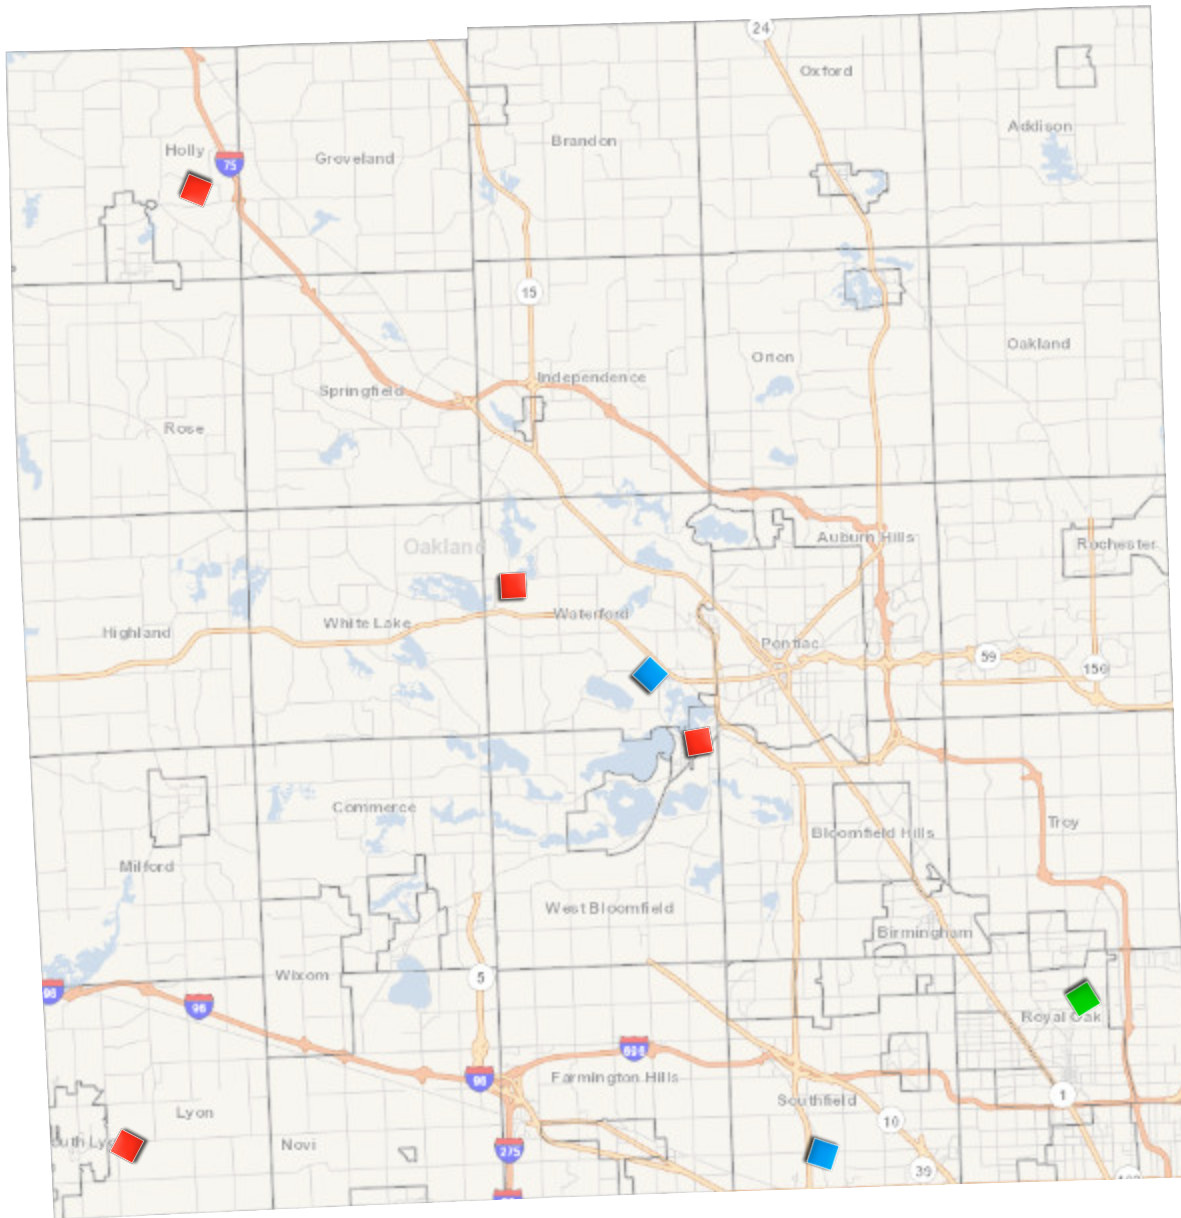 24
Oxford
Addison
Brandon
Holly
Groveland
75
15
Orion
Oakland
Independence
Springfield
Rose
Oakland
Auburn Hills
Rochester
Waterford
White Lake
Highland
Pontiac
59
150
Commerce
Troy
Bloomfield Hills
Milford
West Bloomfield
Birmingham
Wixom
5
96
96
Royal Oak
696
96
Farmington Hills
1
Southfield
Lyon
10
Novi
275
39